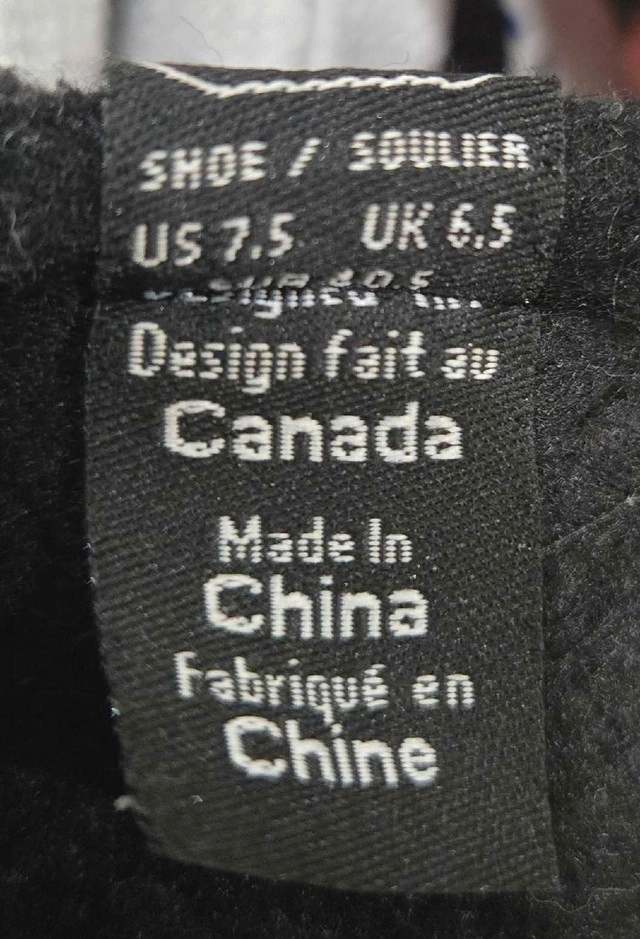 SHOE / SOULIER
US 7.5 UK 6.5
Design fait au
Canada
Made In
China
Fabriqué en
Chine